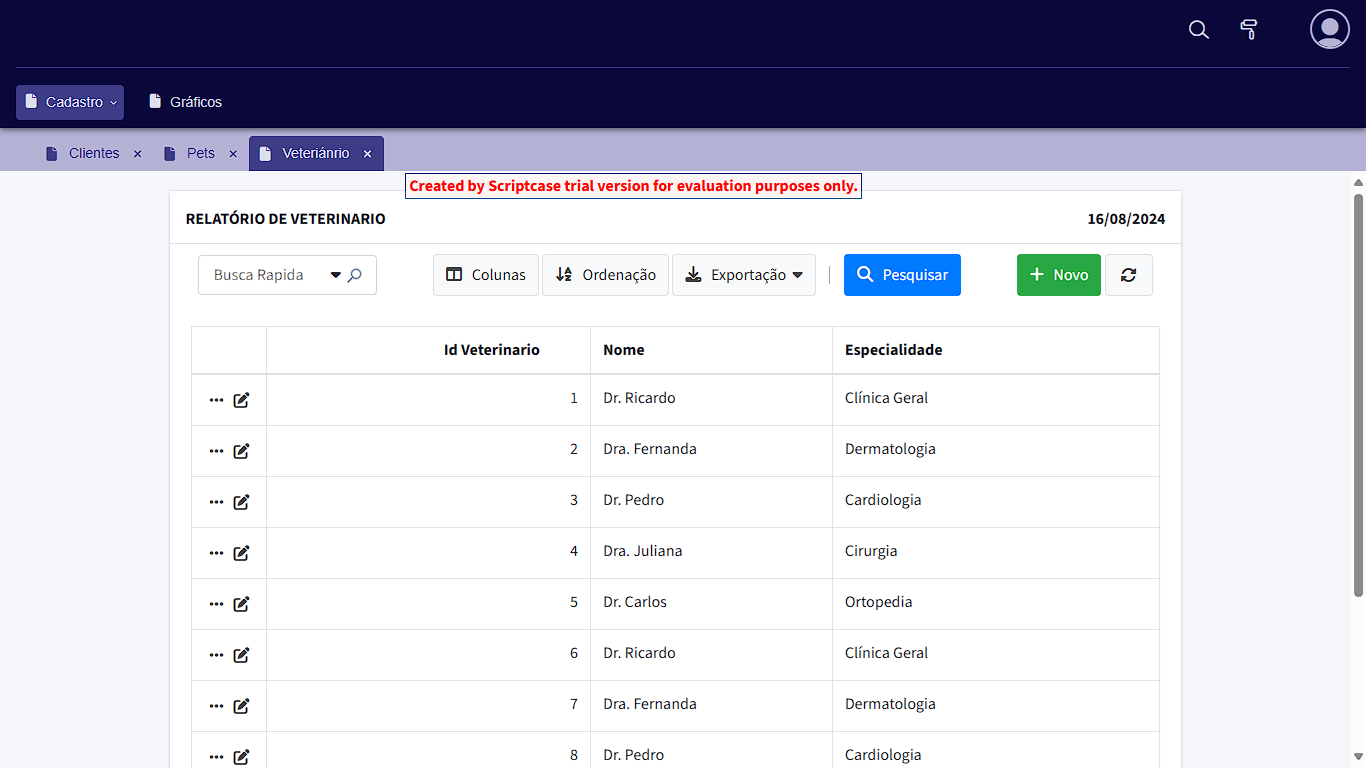 Cadastro Gráficos
Clientes × Pets × Veteriánrio ×
Created by Scriptcase trial version for evaluation purposes only.
RELATÓRIO DE VETERINARIO 16/08/2024
Busca Rapida Colunas Ordenação Exportação Pesquisar Novo
Id Veterinario Nome Especialidade
1 Dr. Ricardo Clínica Geral
2 Dra. Fernanda Dermatologia
3 Dr. Pedro Cardiologia
4 Dra. Juliana Cirurgia
5 Dr. Carlos Ortopedia
6 Dr. Ricardo Clínica Geral
7 Dra. Fernanda Dermatologia
8 Dr. Pedro Cardiologia